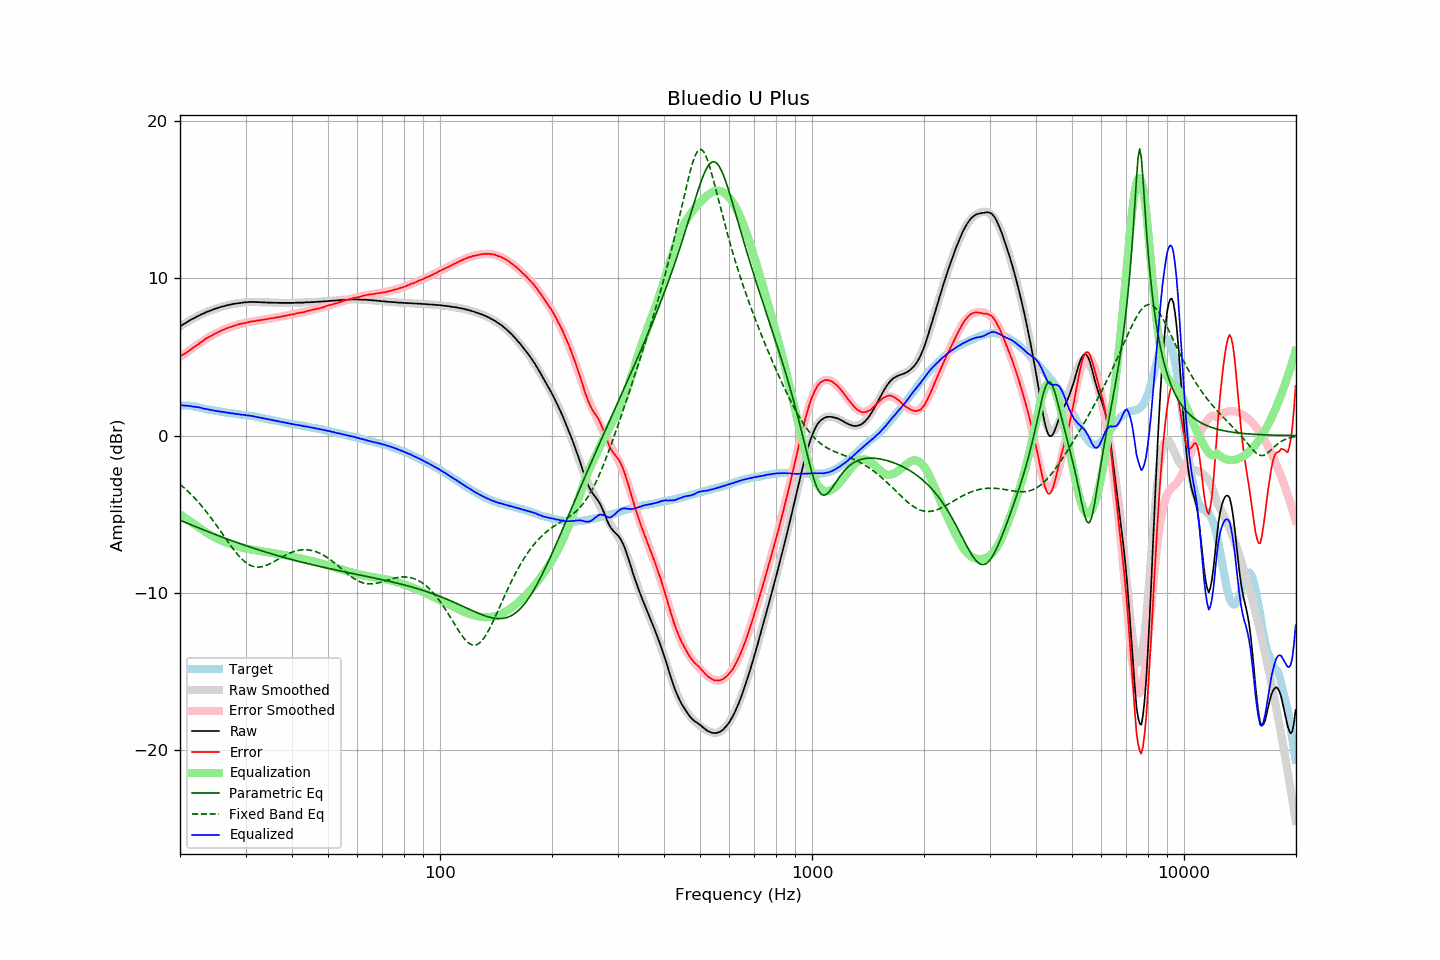 Bluedio U Plus
20
10
0
−10
−20
Amplitude (dBr)
Target
Raw Smoothed
Error Smoothed
Raw
Error
Equalization
Parametric Eq
Fixed Band Eq
Equalized
100
1000
10000
Frequency (Hz)